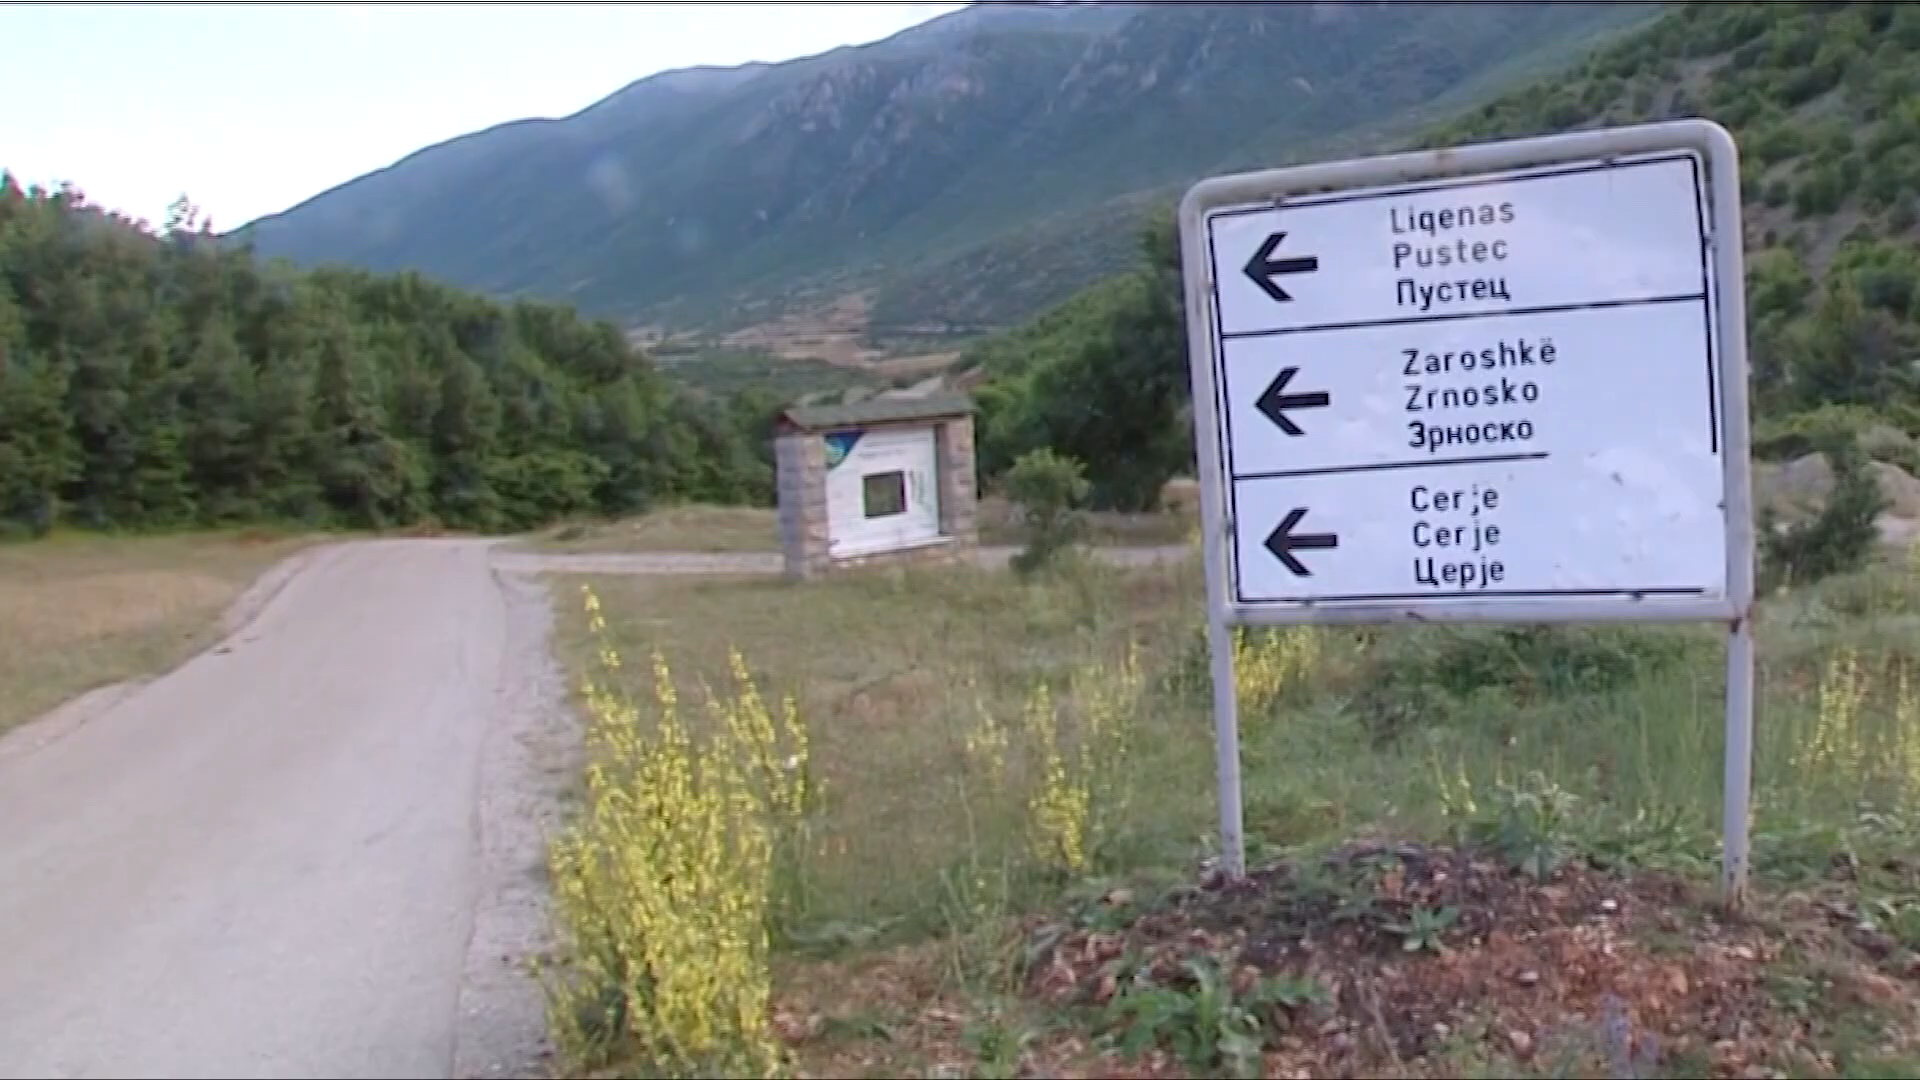 Liqenas
Pustec
Пустец
Zaroshkë
Zrnosko
Зрноско
Cerje
Cerje
Церје